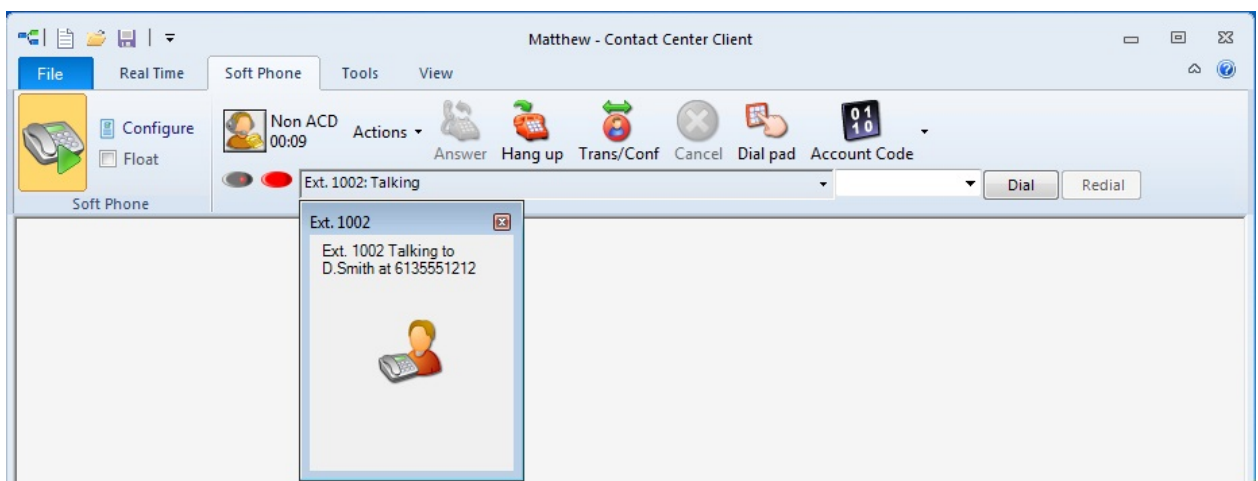 Matthew - Contact Center Client
File Real Time Soft Phone Tools View
Configure
Float
Soft Phone
Non ACD
00:09
Actions
Answer Hang up Trans/Conf Cancel Dial pad Account Code
01
10
Ext. 1002: Talking
Dial Redial
Ext. 1002
Ext. 1002 Talking to
D.Smith at 6135551212